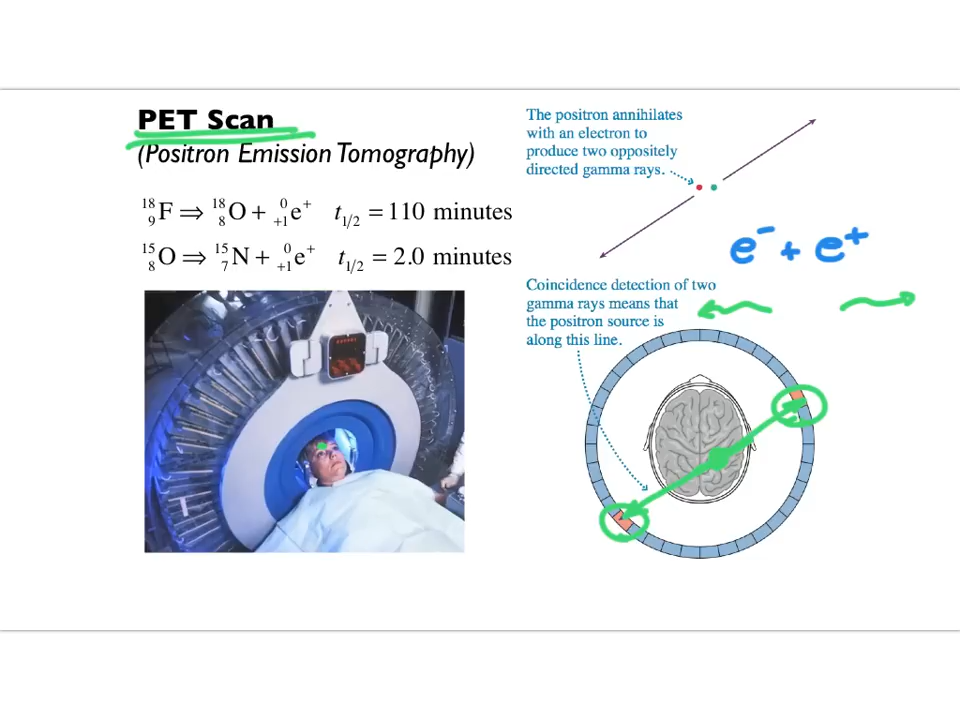 PET Scan
(Positron Emission Tomography)
¹⁸₉F ⇒ ¹⁸₈O + ⁰₊₁e⁺ t₁/₂ = 110 minutes
¹⁵₈O ⇒ ¹⁵₇N + ⁰₊₁e⁺ t₁/₂ = 2.0 minutes
The positron annihilates
with an electron to
produce two oppositely
directed gamma rays.
e⁻ + e⁺
Coincidence detection of two
gamma rays means that
the positron source is
along this line.